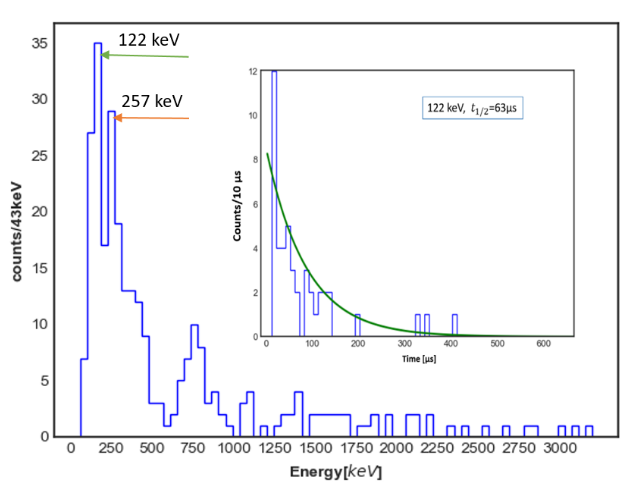 35
30
25
20
15
10
5
0
counts/43keV
122 keV
257 keV
12
10
8
6
4
2
0
Counts/10 µs
122 keV, t1/2=63µs
0 100 200 300 400 500 600
Time [µs]
0 250 500 750 1000 1250 1500 1750 2000 2250 2500 2750 3000
Energy[keV]